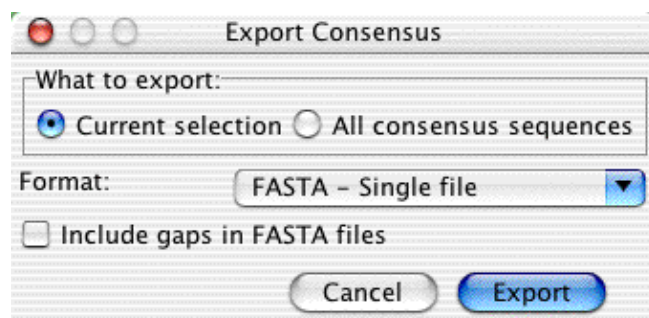 Export Consensus
What to export:
Current selection All consensus sequences
Format: FASTA – Single file
Include gaps in FASTA files
Cancel Export